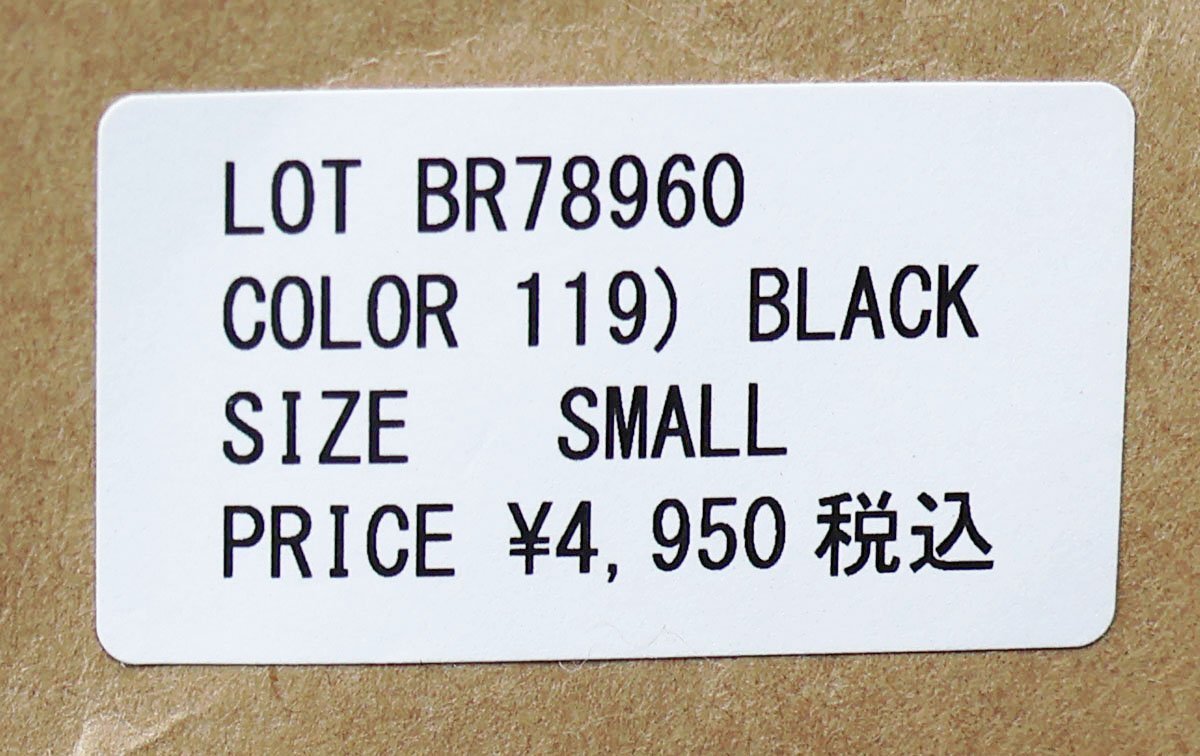 LOT BR78960
COLOR 119) BLACK
SIZE SMALL
PRICE ¥4,950 税込